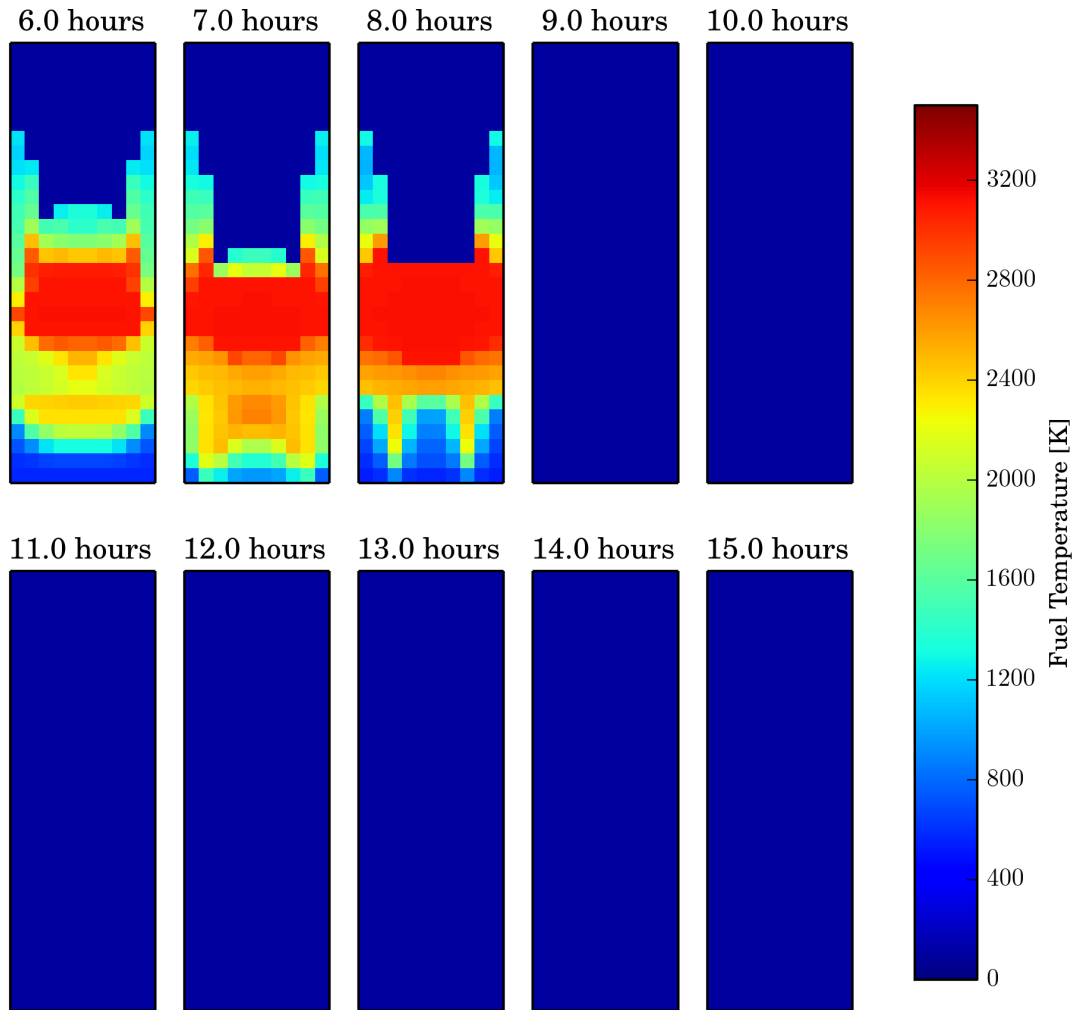 6.0 hours
7.0 hours
8.0 hours
9.0 hours
10.0 hours
11.0 hours
12.0 hours
13.0 hours
14.0 hours
15.0 hours
3200
2800
2400
2000
1600
1200
800
400
0
Fuel Temperature [K]